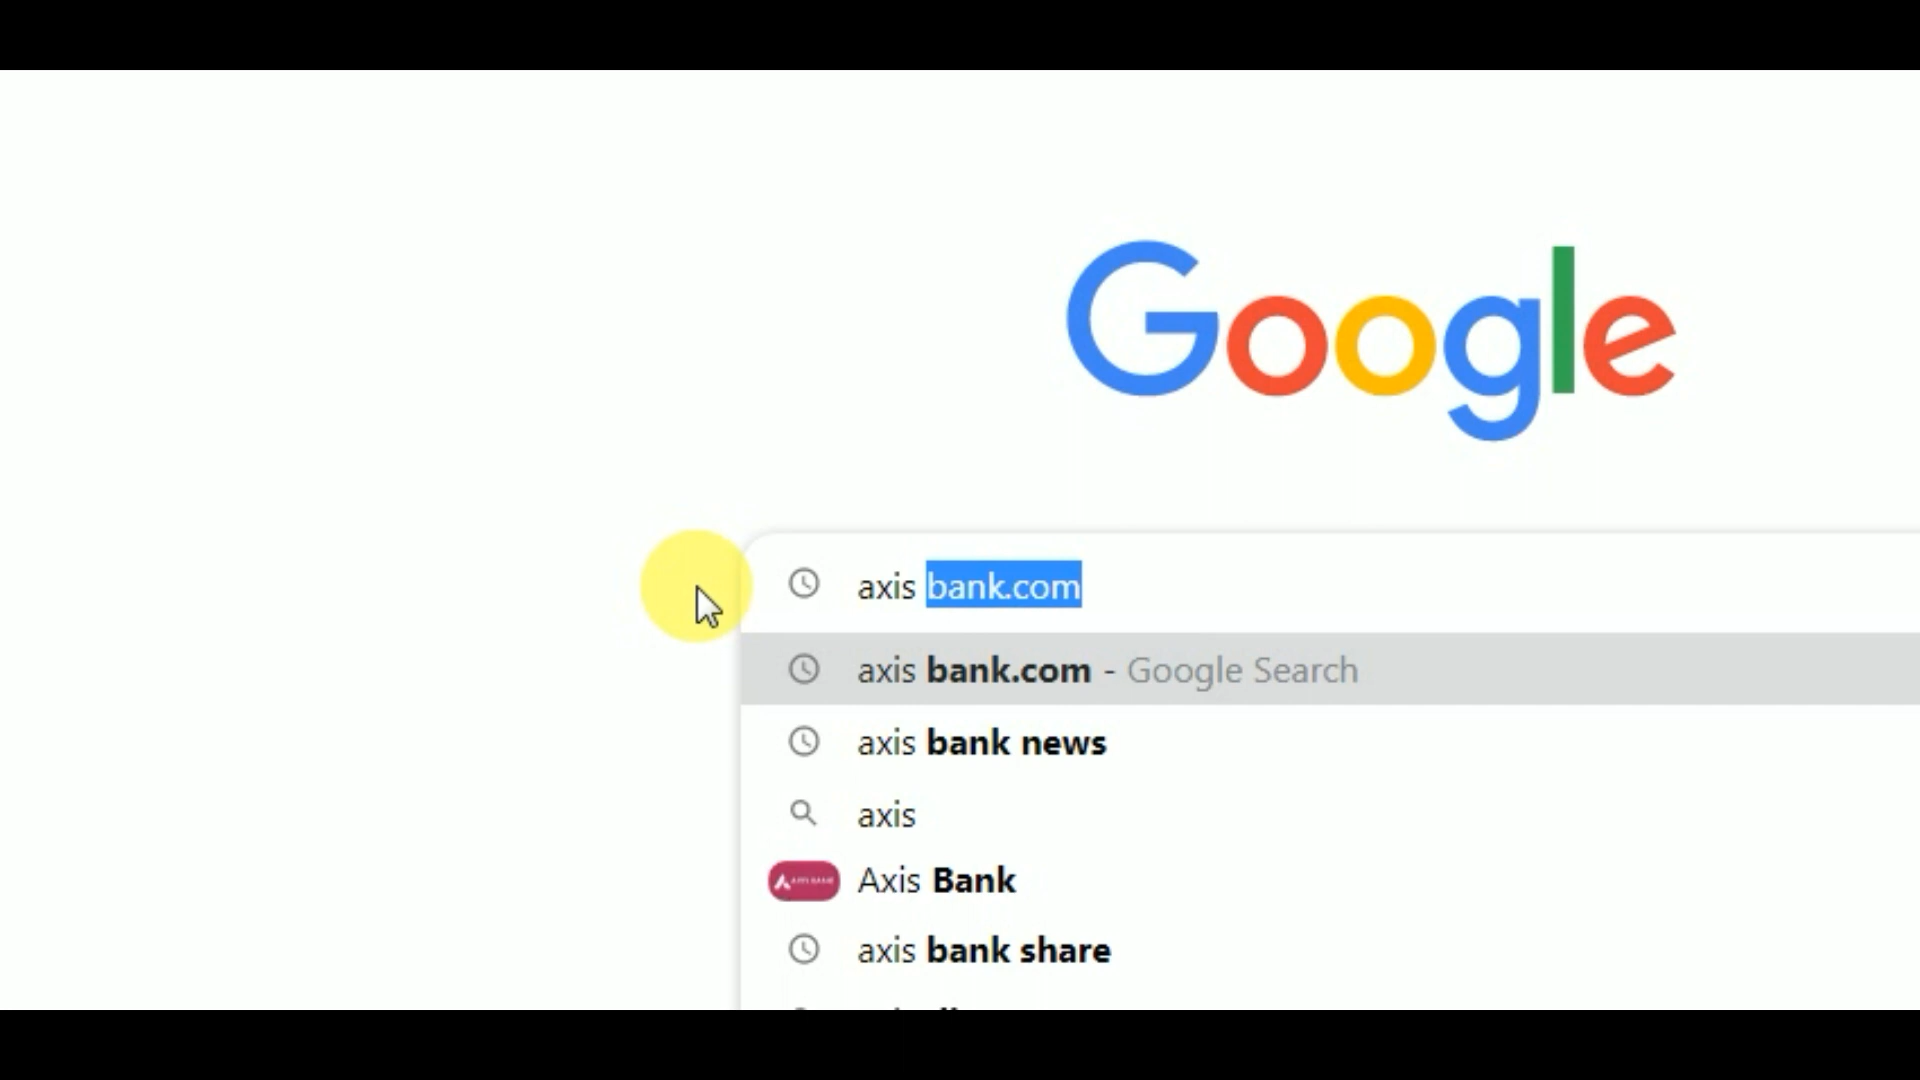 Google
axis bank.com
axis bank.com - Google Search
axis bank news
axis
Axis Bank
axis bank share